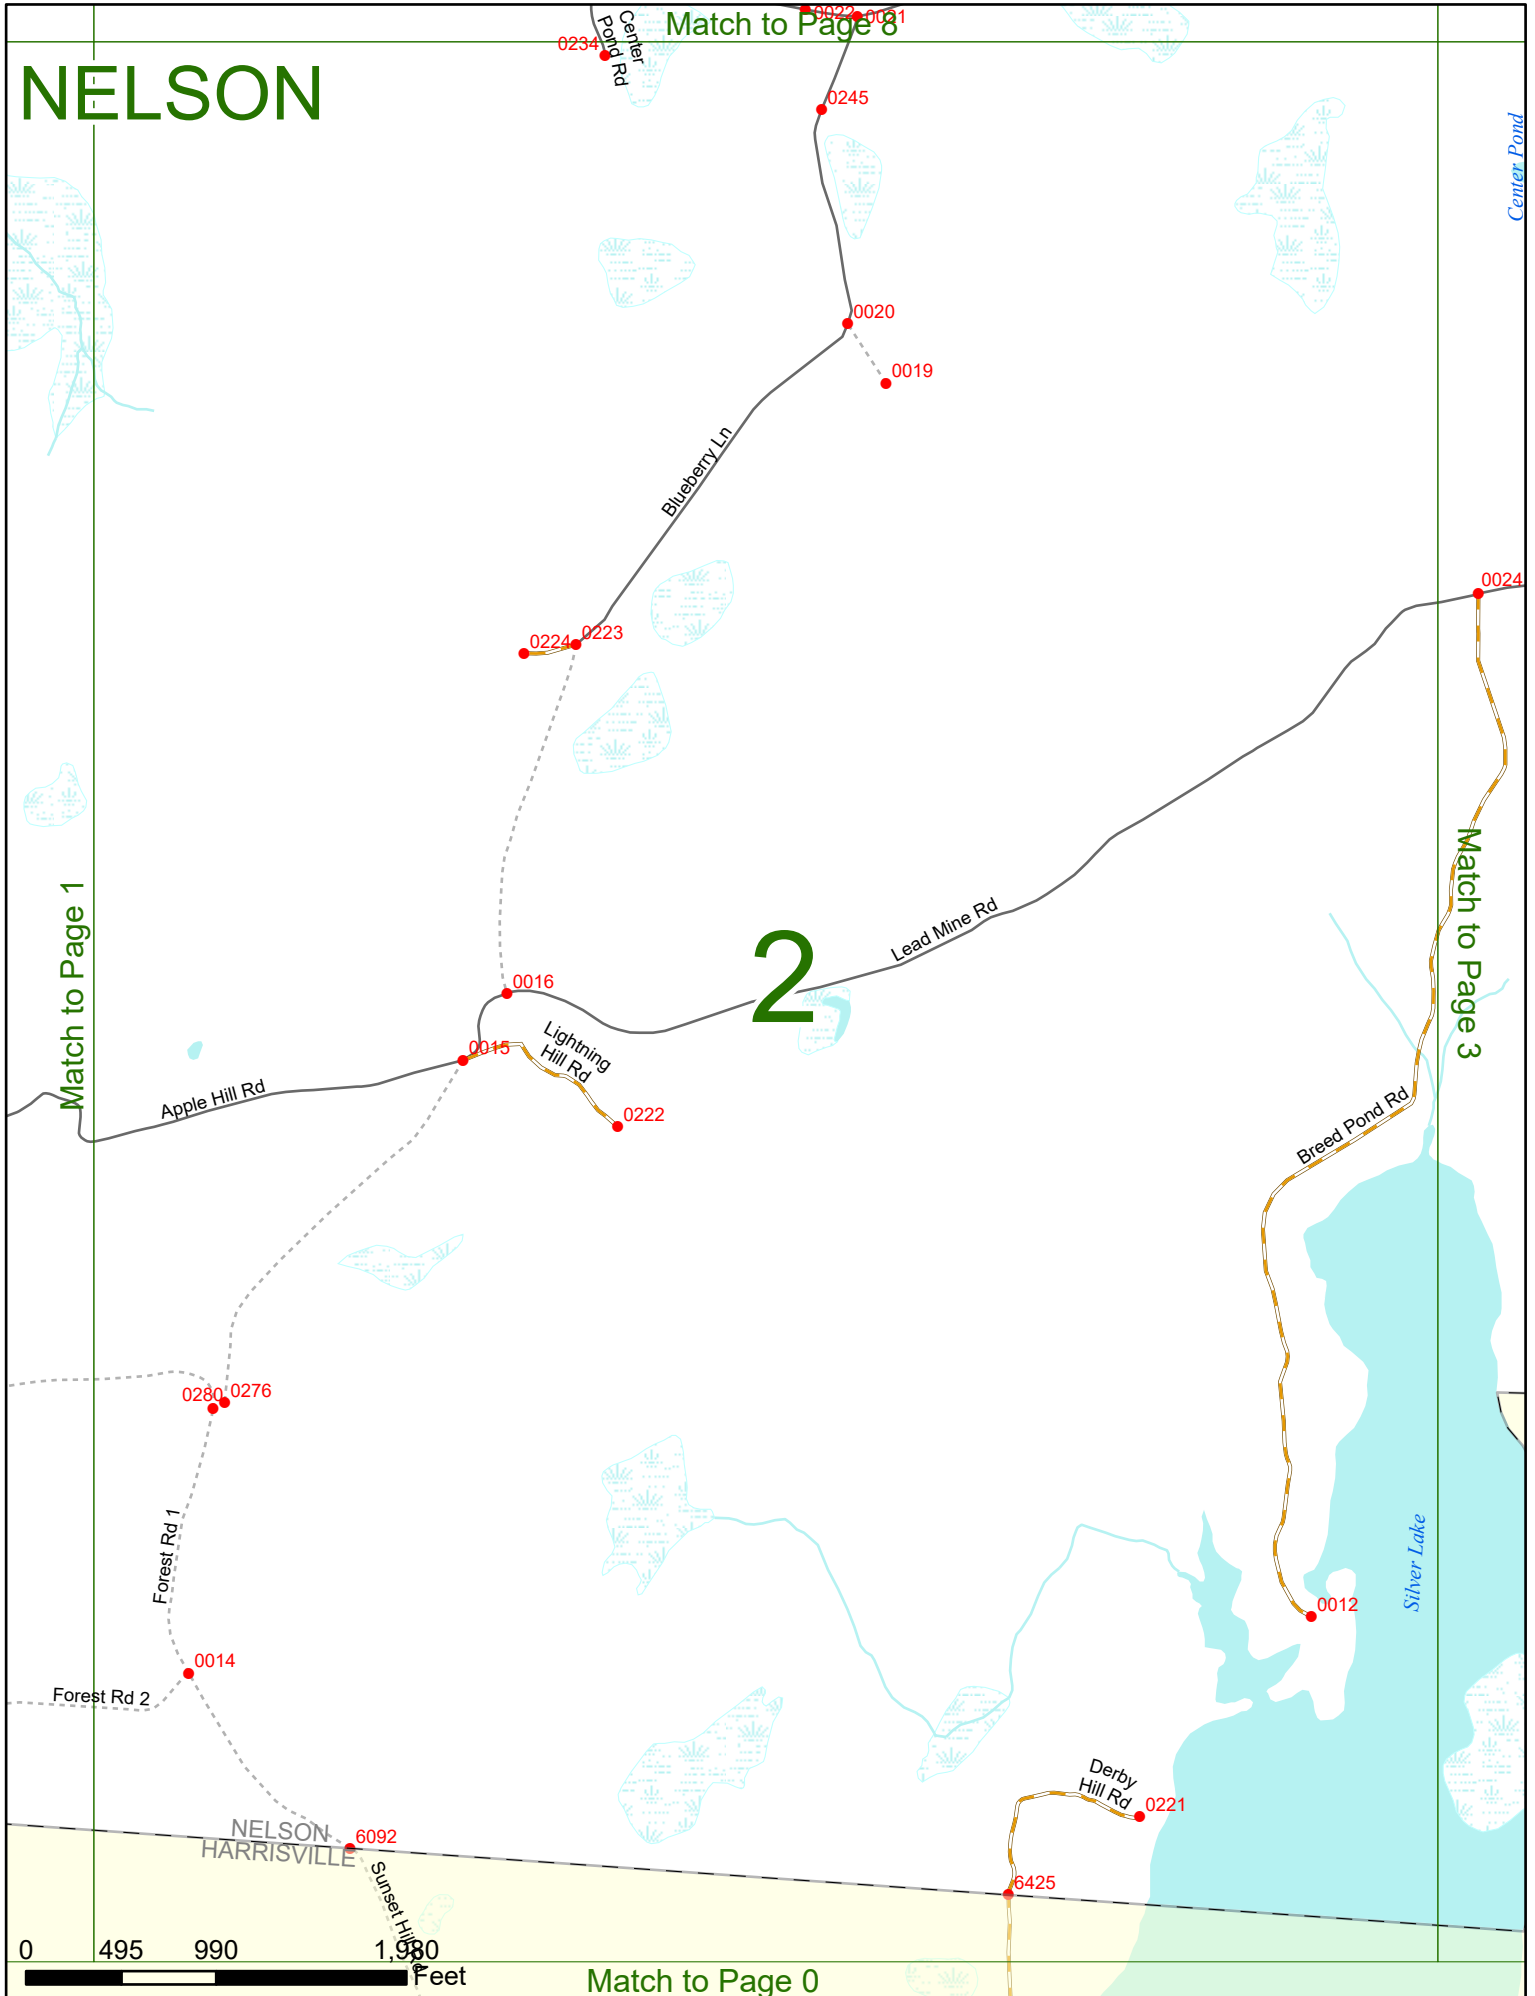 0022
0021
Match to Page 8
Center
Pond Rd
0234
NELSON
0245
Center Pond
0020
0019
Blueberry Ln
0024
0223
0224
Match to Page 1
Match to Page 3
Lead Mine Rd
2
0016
0015
Lightning
Hill Rd
Apple Hill Rd
0222
Breed Pond Rd
0280
0276
Forest Rd 1
Silver Lake
0012
0014
Forest Rd 2
Derby
Hill Rd
0221
NELSON
HARRISVILLE
6092
Sunset Hill Rd
6425
0 495 990 1,980
Feet
Match to Page 0